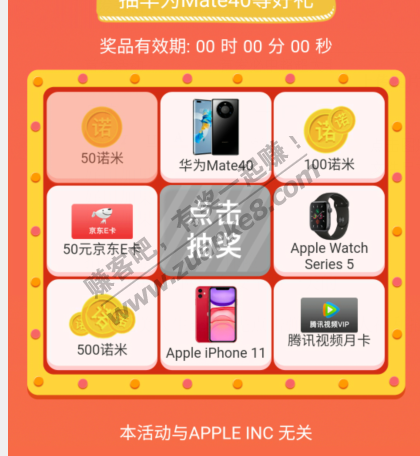 抽华为Mate40等好礼
奖品有效期: 00 时 00 分 00 秒
诺
50诺米
华为Mate40
诺
100诺米
京东E卡
50元京东E卡
点击
抽奖
Apple Watch
Series 5
诺
500诺米
Apple iPhone 11
腾讯视频VIP
腾讯视频月卡
赚客吧，有奖一起赚！
www.zuanke8.com
本活动与APPLE INC 无关